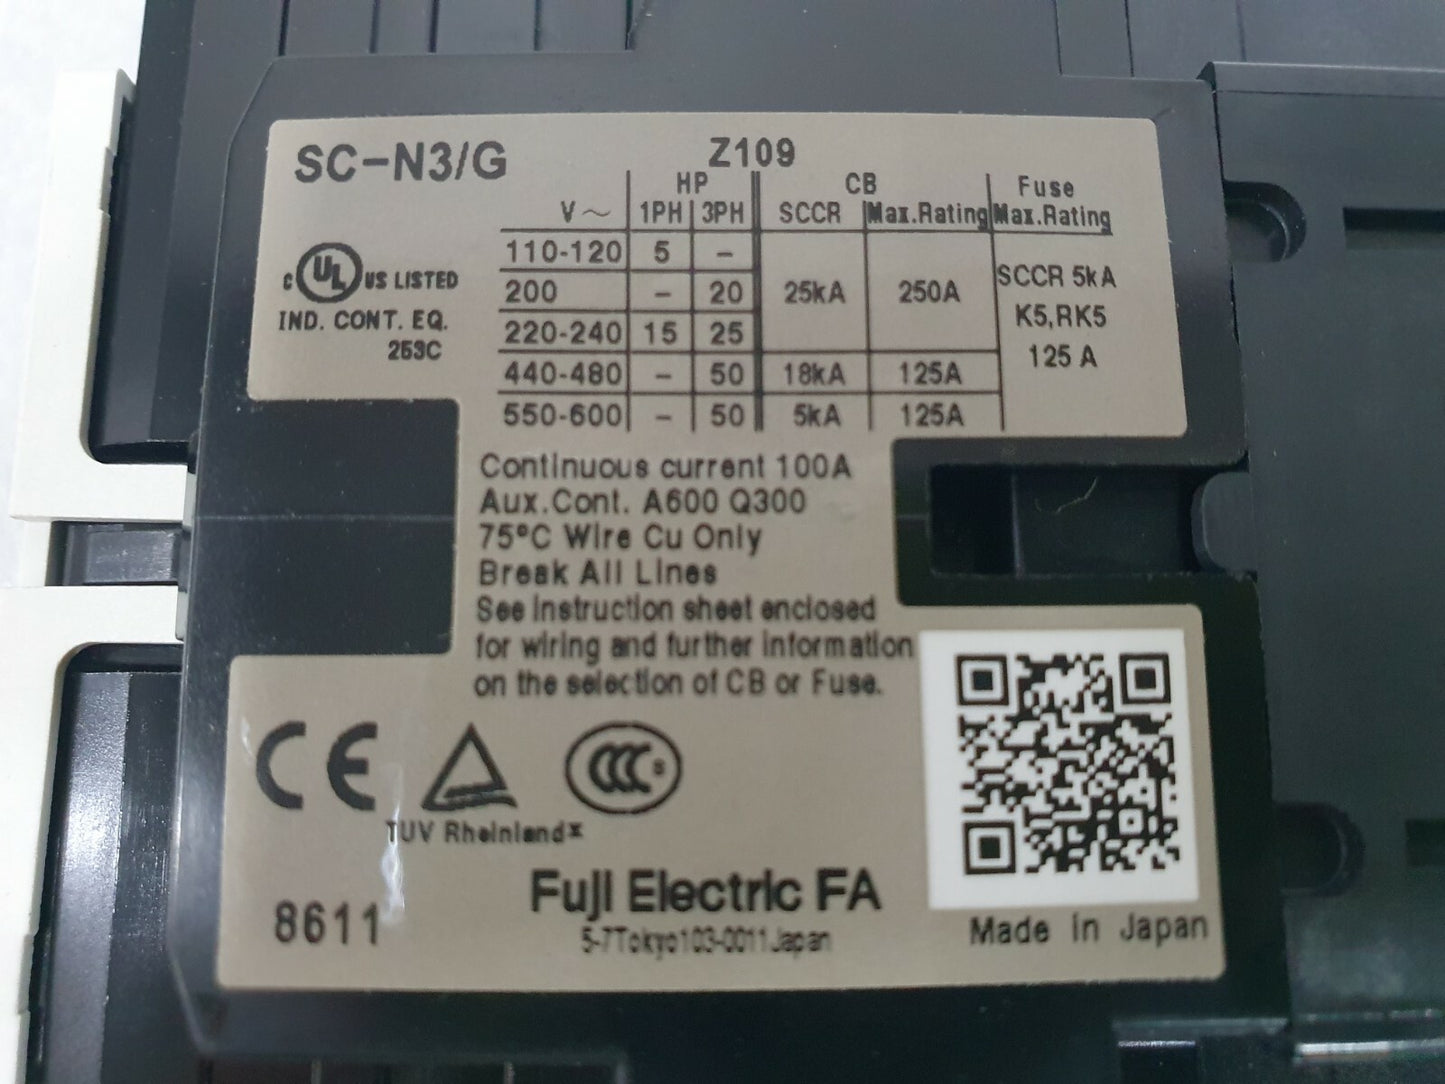 SC-N3/G Z109
HP CB Fuse
V~ 1PH 3PH SCCR Max.Rating Max.Rating
110-120 5 -
200 - 20 25kA 250A SCCR 5kA
220-240 15 25 K5,RK5
440-480 - 50 18kA 125A 125 A
550-600 - 50 5kA 125A
c UL US LISTED
IND. CONT. EQ.
253C
Continuous current 100A
Aux.Cont. A600 Q300
75°C Wire Cu Only
Break All Lines
See instruction sheet enclosed
for wiring and further information
on the selection of CB or Fuse.
CE CCC S
TUV Rheinland
Fuji Electric FA
8611
5-7Tokyo103-0011Japan
Made in Japan